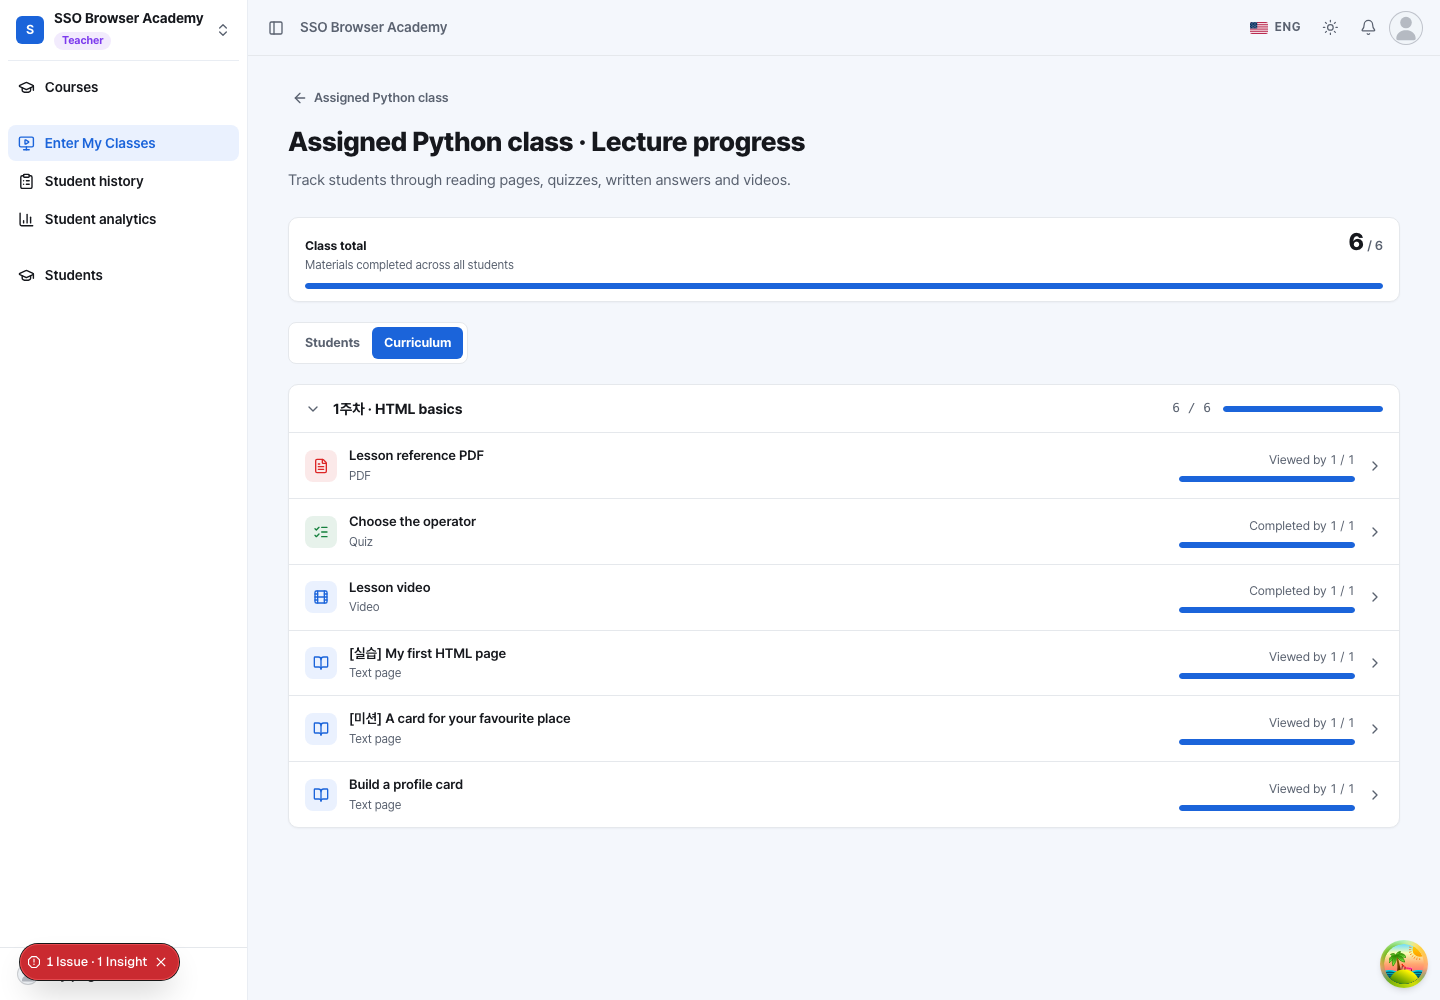 S
SSO Browser Academy
Teacher
Courses
Enter My Classes
Student history
Student analytics
Students
1 Issue · 1 Insight
SSO Browser Academy
ENG
Assigned Python class
Assigned Python class · Lecture progress
Track students through reading pages, quizzes, written answers and videos.
Class total
6 / 6
Materials completed across all students
Students
Curriculum
1주차 · HTML basics
6 / 6
Lesson reference PDF
PDF
Viewed by 1 / 1
Choose the operator
Quiz
Completed by 1 / 1
Lesson video
Video
Completed by 1 / 1
[실습] My first HTML page
Text page
Viewed by 1 / 1
[미션] A card for your favourite place
Text page
Viewed by 1 / 1
Build a profile card
Text page
Viewed by 1 / 1